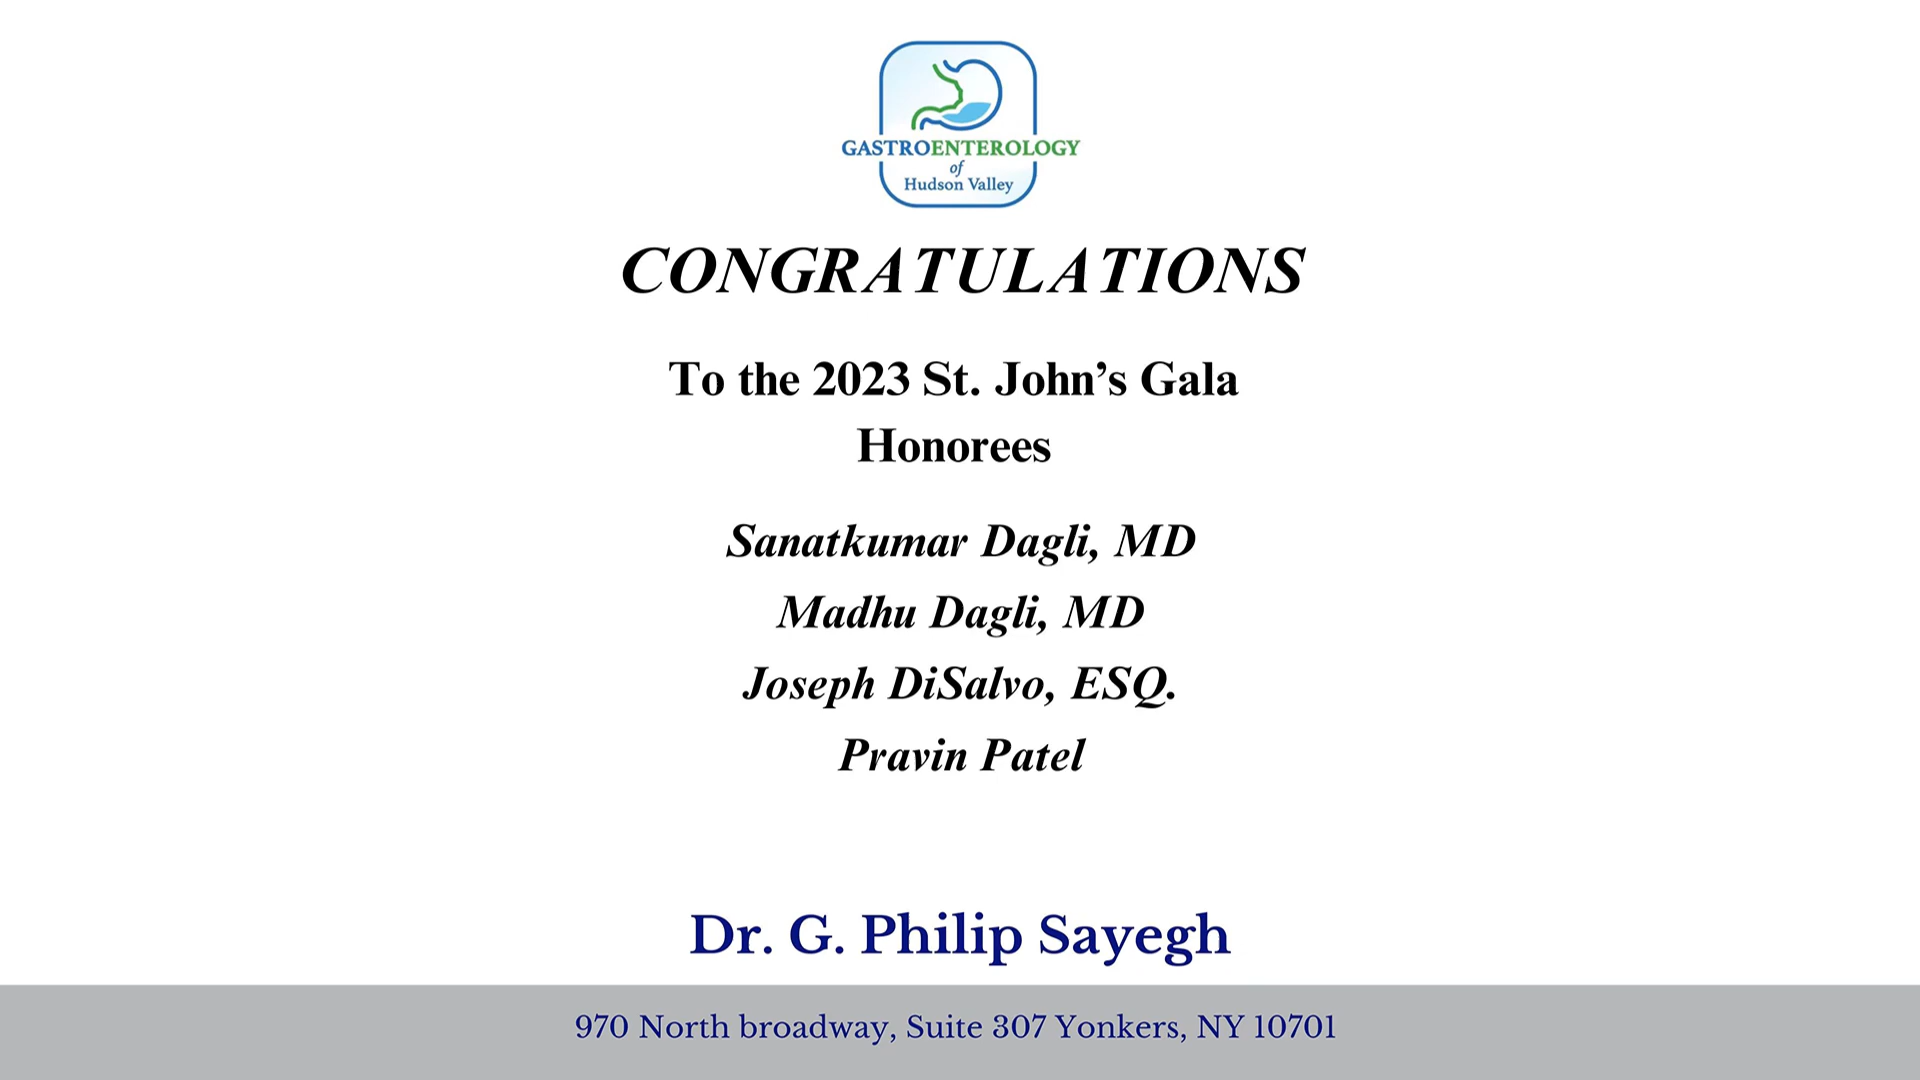 GASTROENTEROLOGY
of
Hudson Valley
CONGRATULATIONS
To the 2023 St. John’s Gala
Honorees
Sanatkumar Dagli, MD
Madhu Dagli, MD
Joseph DiSalvo, ESQ.
Pravin Patel
Dr. G. Philip Sayegh
970 North broadway, Suite 307 Yonkers, NY 10701